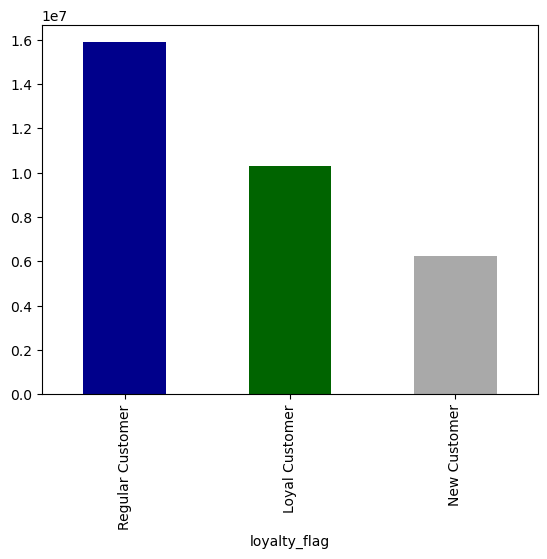 1e7
1.6
1.4
1.2
1.0
0.8
0.6
0.4
0.2
0.0
Regular Customer
Loyal Customer
New Customer
loyalty_flag